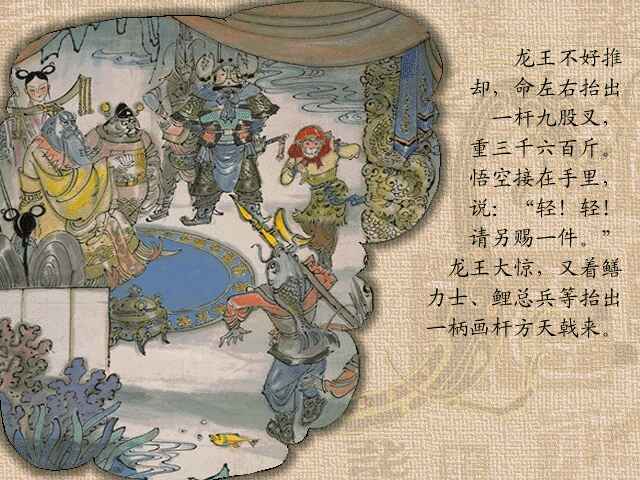 龙王不好推
却，命左右抬出
一杆九股叉，
重三千六百斤。
悟空接在手里，
说：“轻！轻！
请另赐一件。”
龙王大惊，又着鳝
力士、鲤总兵等抬出
一柄画杆方天戟来。